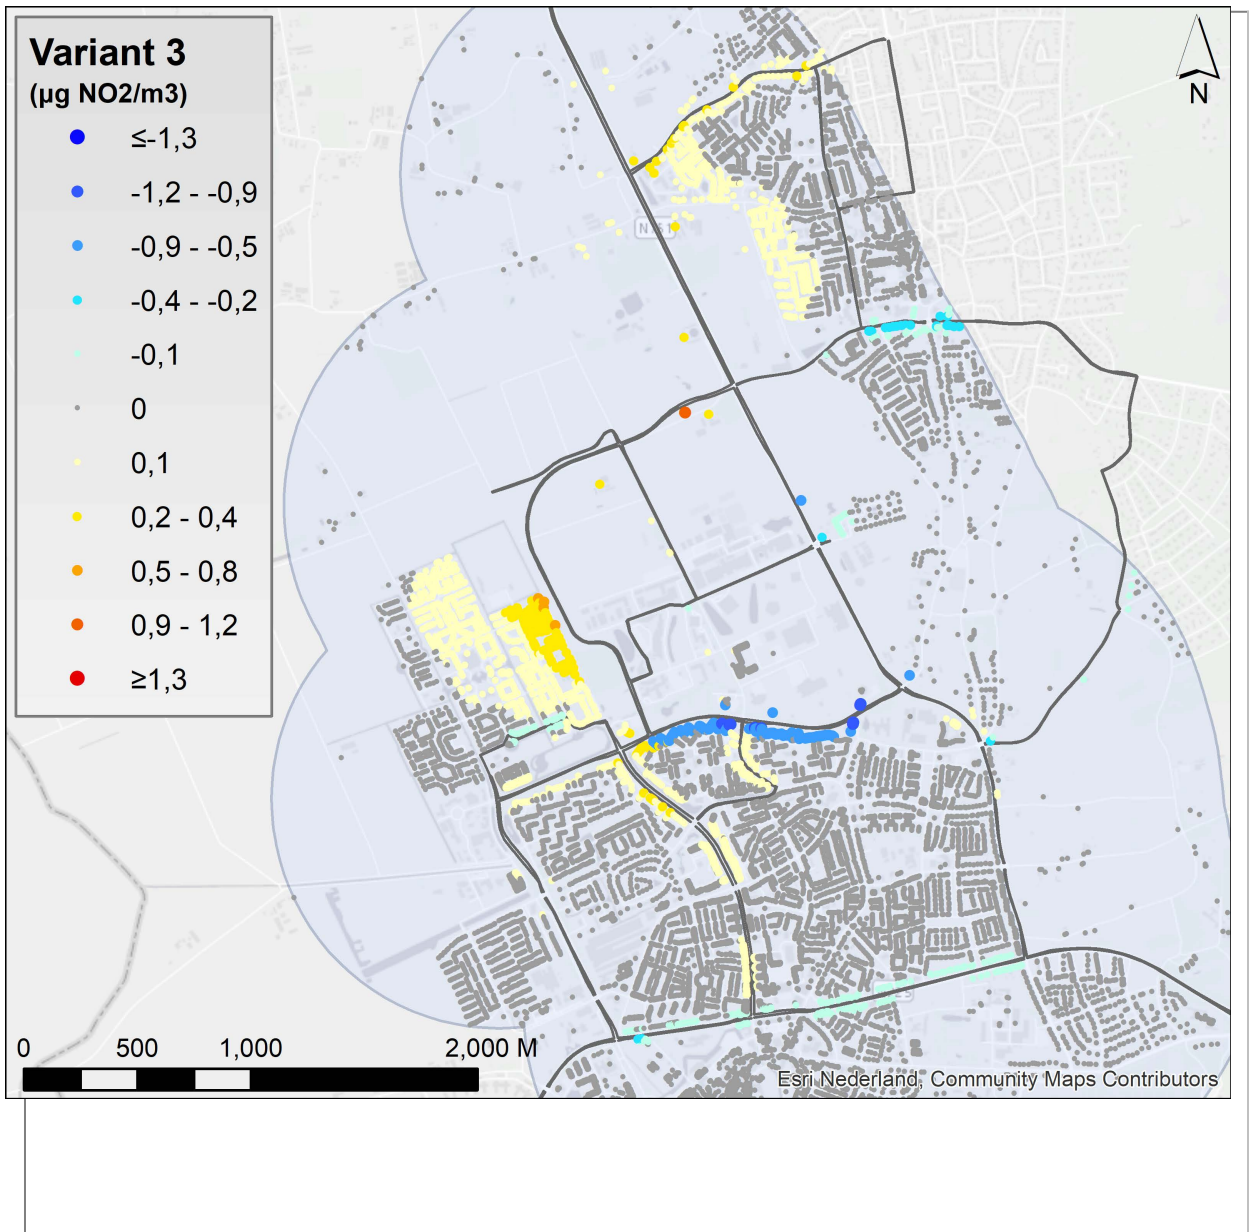 Variant 3
(µg NO2/m3)
≤-1,3
-1,2 - -0,9
-0,9 - -0,5
-0,4 - -0,2
-0,1
0
0,1
0,2 - 0,4
0,5 - 0,8
0,9 - 1,2
≥1,3
N
0 500 1,000 2,000 M
Esri Nederland, Community Maps Contributors